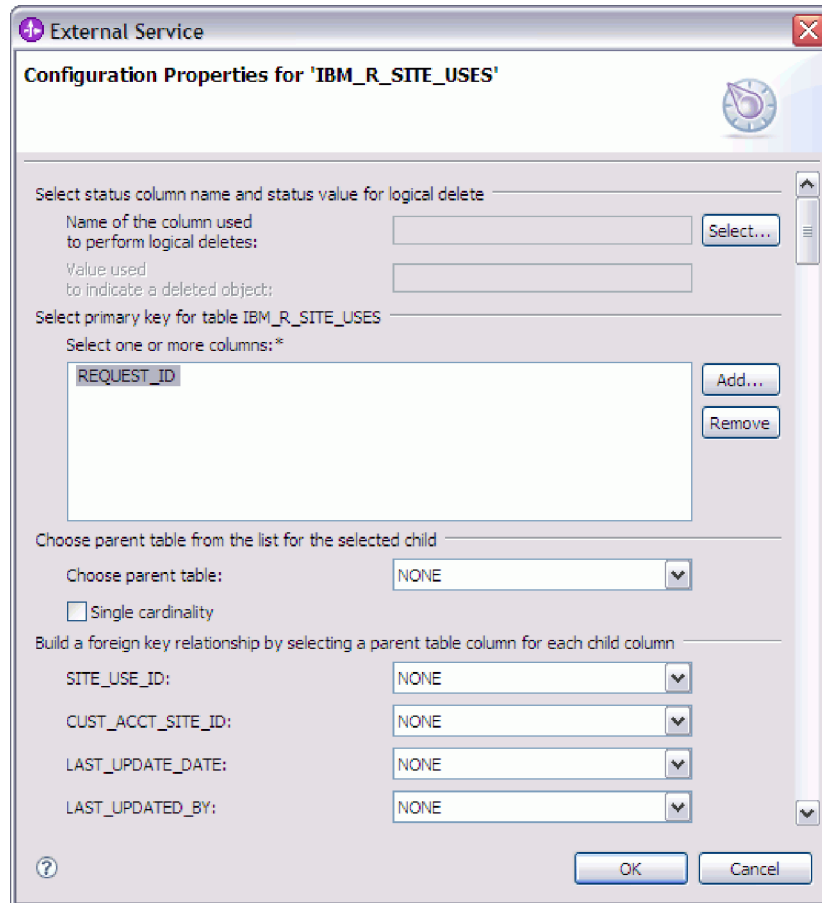 External Service
Configuration Properties for 'IBM_R_SITE_USES'
Select status column name and status value for logical delete
Name of the column used
to perform logical deletes:
Select...
Value used
to indicate a deleted object:
Select primary key for table IBM_R_SITE_USES
Select one or more columns:*
REQUEST_ID
Add...
Remove
Choose parent table from the list for the selected child
Choose parent table: NONE
Single cardinality
Build a foreign key relationship by selecting a parent table column for each child column
SITE_USE_ID: NONE
CUST_ACCT_SITE_ID: NONE
LAST_UPDATE_DATE: NONE
LAST_UPDATED_BY: NONE
? OK Cancel